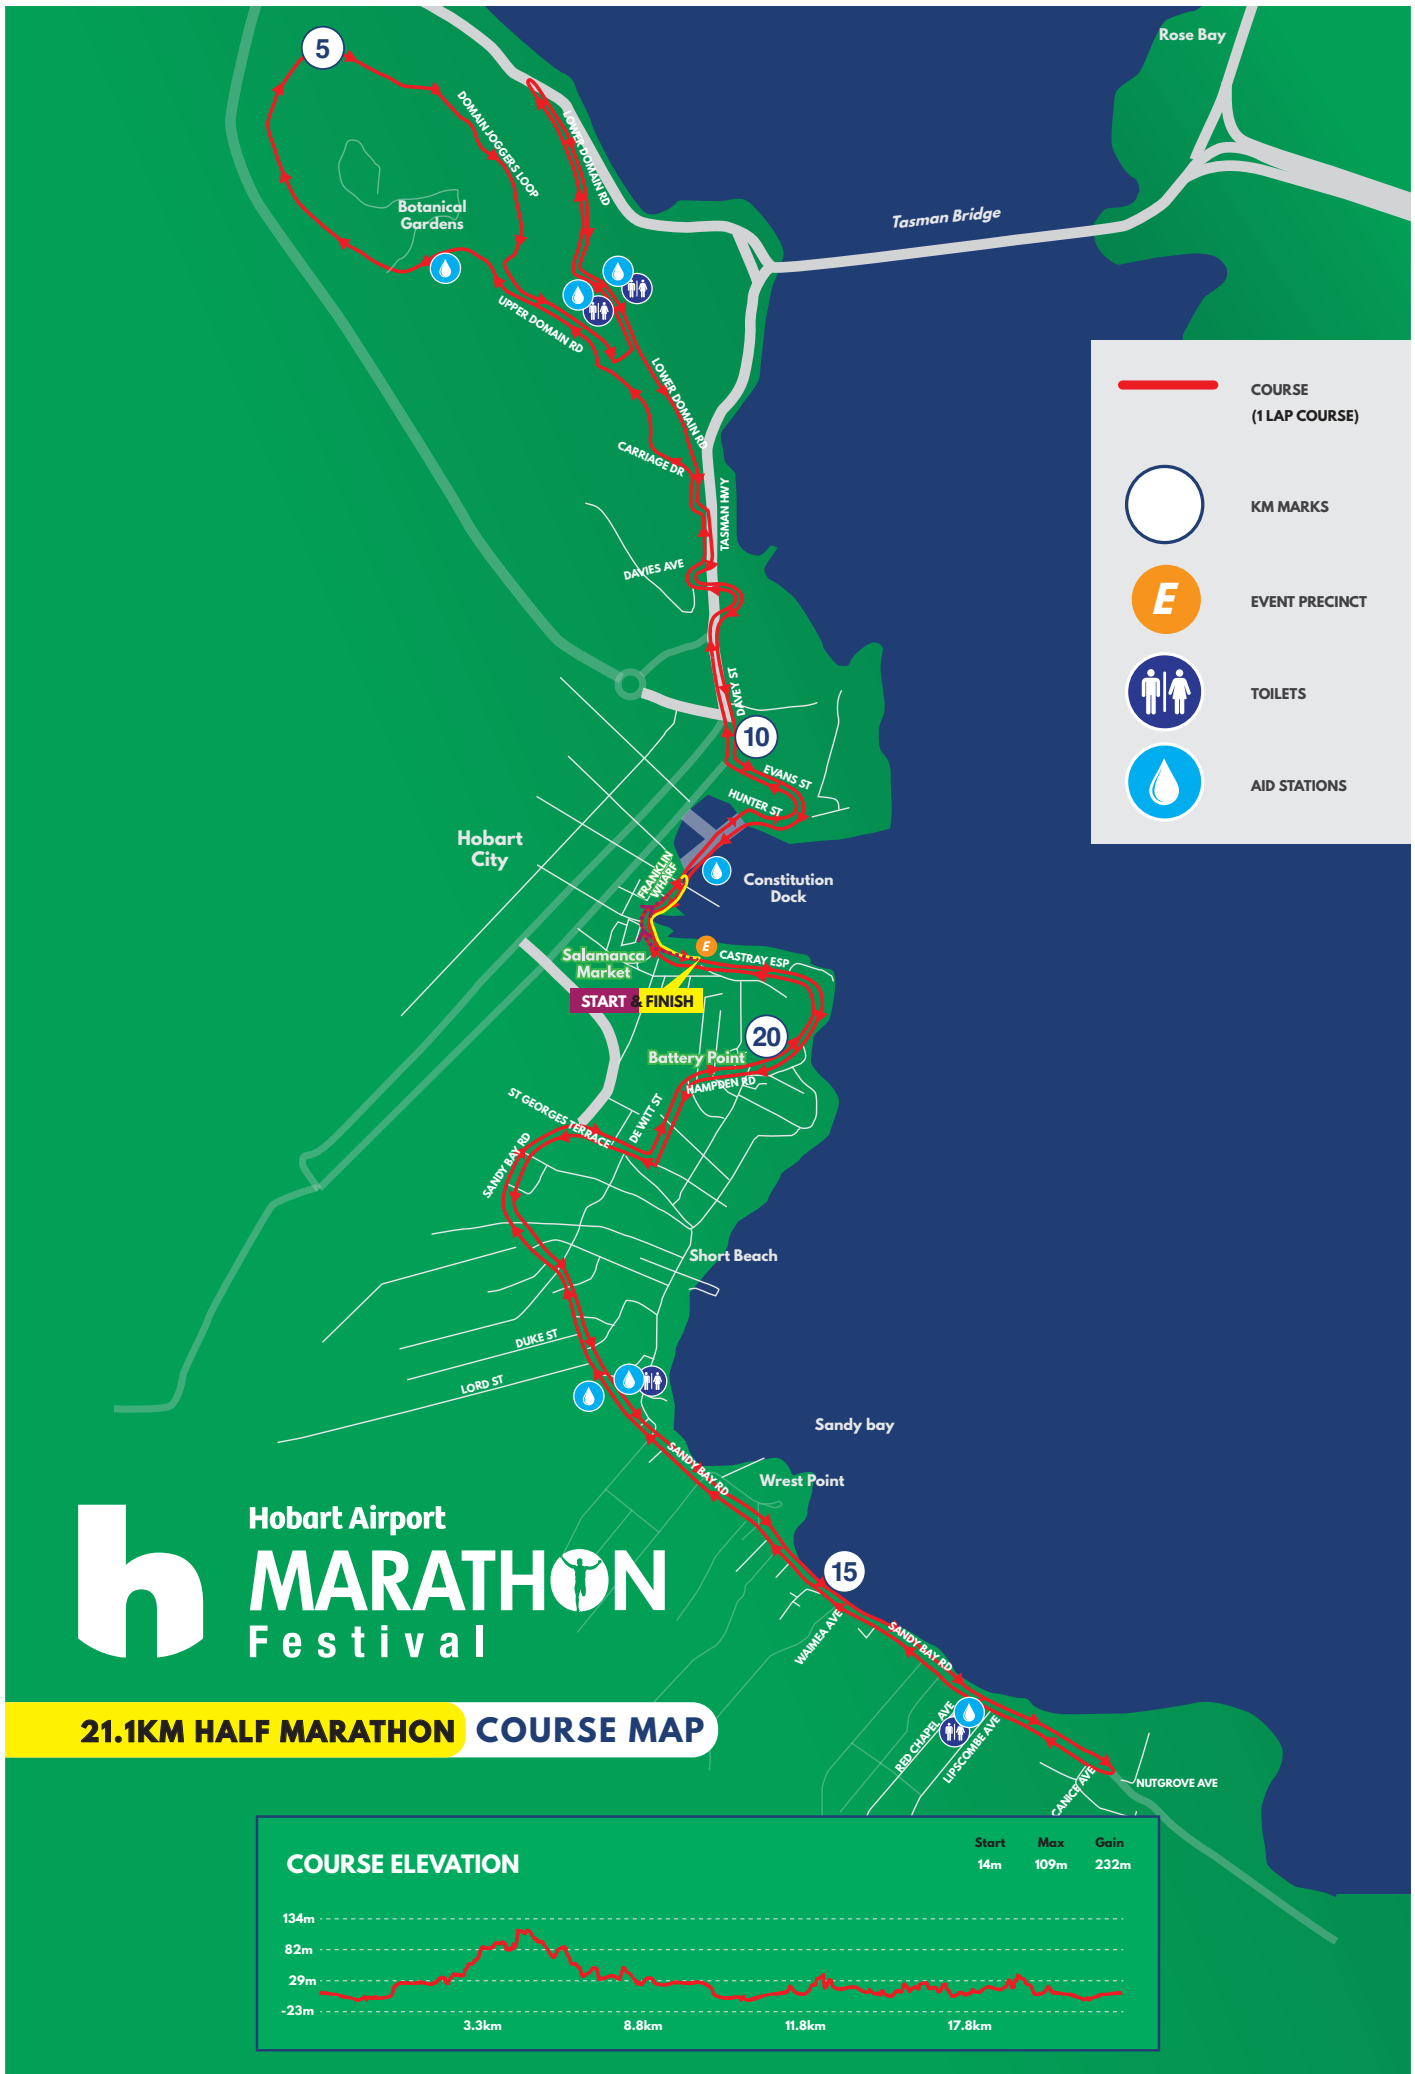 5
Rose Bay
DOMAIN JOGGERS LOOP
LOWER DOMAIN RD
Botanical
Gardens
Tasman Bridge
UPPER DOMAIN RD
LOWER DOMAIN RD
CARRIAGE DR
TASMAN HWY
DAVIES AVE
DAVEY ST
10
EVANS ST
HUNTER ST
Hobart
City
FRANKLIN
WHARF
Constitution
Dock
E
CASTRAY ESP
Salamanca
Market
START & FINISH
20
Battery Point
HAMPDEN RD
ST GEORGES TERRACE
DE WITT ST
SANDY BAY RD
Short Beach
DUKE ST
LORD ST
Sandy bay
SANDY BAY RD
Wrest Point
15
WAIMEA AVE
SANDY BAY RD
RED CHAPEL AVE
LIPSCOMBE AVE
CANICE AVE
NUTGROVE AVE
COURSE
(1 LAP COURSE)
KM MARKS
E
EVENT PRECINCT
TOILETS
AID STATIONS
h
Hobart Airport
MARATHON
Festival
21.1KM HALF MARATHON COURSE MAP
COURSE ELEVATION
Start Max Gain
14m 109m 232m
134m
82m
29m
-23m
3.3km 8.8km 11.8km 17.8km